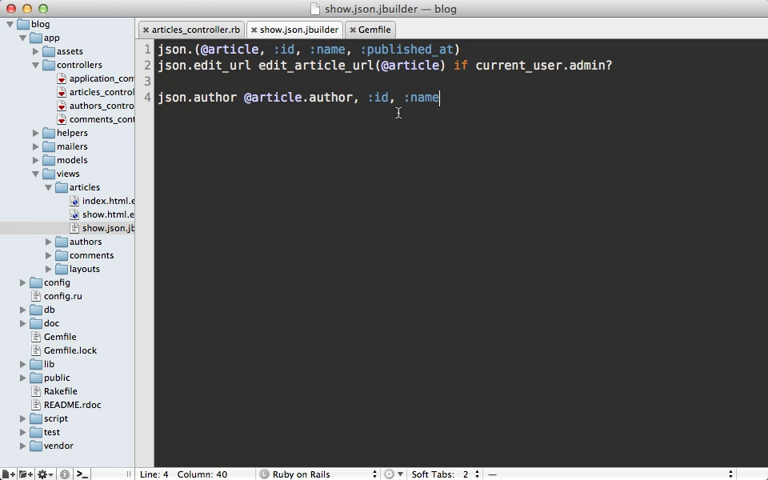 show.json.jbuilder — blog
blog
app
assets
controllers
application_con
articles_control
authors_contro
comments_cont
helpers
mailers
models
views
articles
index.html.e
show.html.e
show.json.jb
authors
comments
layouts
config
config.ru
db
doc
Gemfile
Gemfile.lock
lib
public
Rakefile
README.rdoc
script
test
vendor
articles_controller.rb
show.json.jbuilder
Gemfile
1 json.(@article, :id, :name, :published_at)
2 json.edit_url edit_article_url(@article) if current_user.admin?
3
4 json.author @article.author, :id, :name
Line: 4 Column: 40
Ruby on Rails
Soft Tabs: 2
—